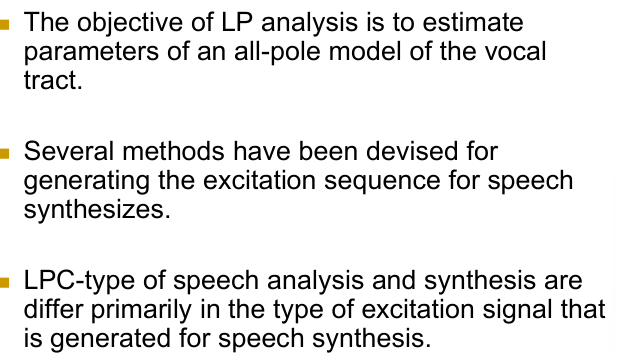 The objective of LP analysis is to estimate
parameters of an all-pole model of the vocal
tract.
Several methods have been devised for
generating the excitation sequence for speech
synthesizes.
LPC-type of speech analysis and synthesis are
differ primarily in the type of excitation signal that
is generated for speech synthesis.